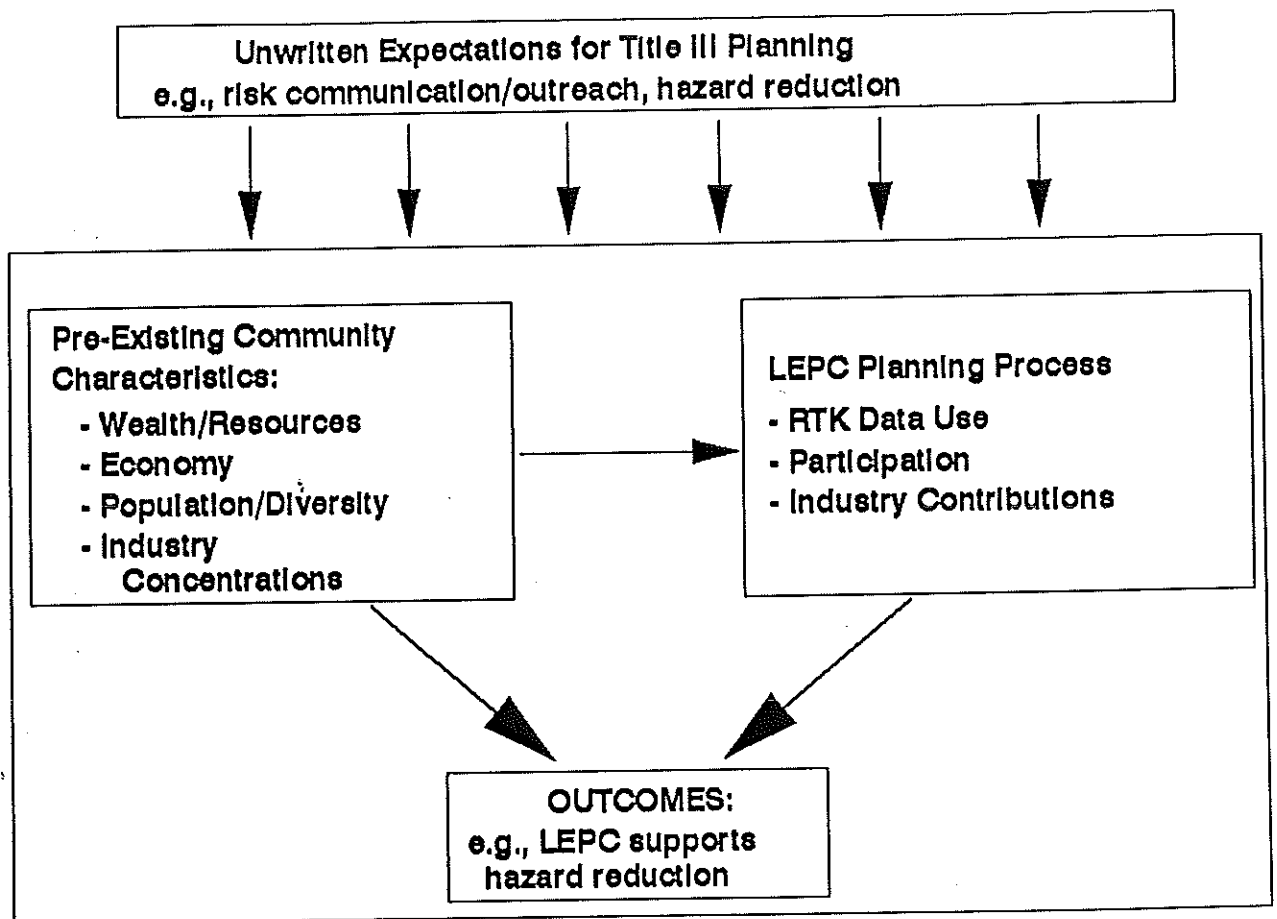 Unwritten Expectations for Title III Planning
e.g., risk communication/outreach, hazard reduction
Pre-Existing Community
Characteristics:
- Wealth/Resources
- Economy
- Population/Diversity
- Industry
Concentrations
LEPC Planning Process
- RTK Data Use
- Participation
- Industry Contributions
OUTCOMES:
e.g., LEPC supports
hazard reduction